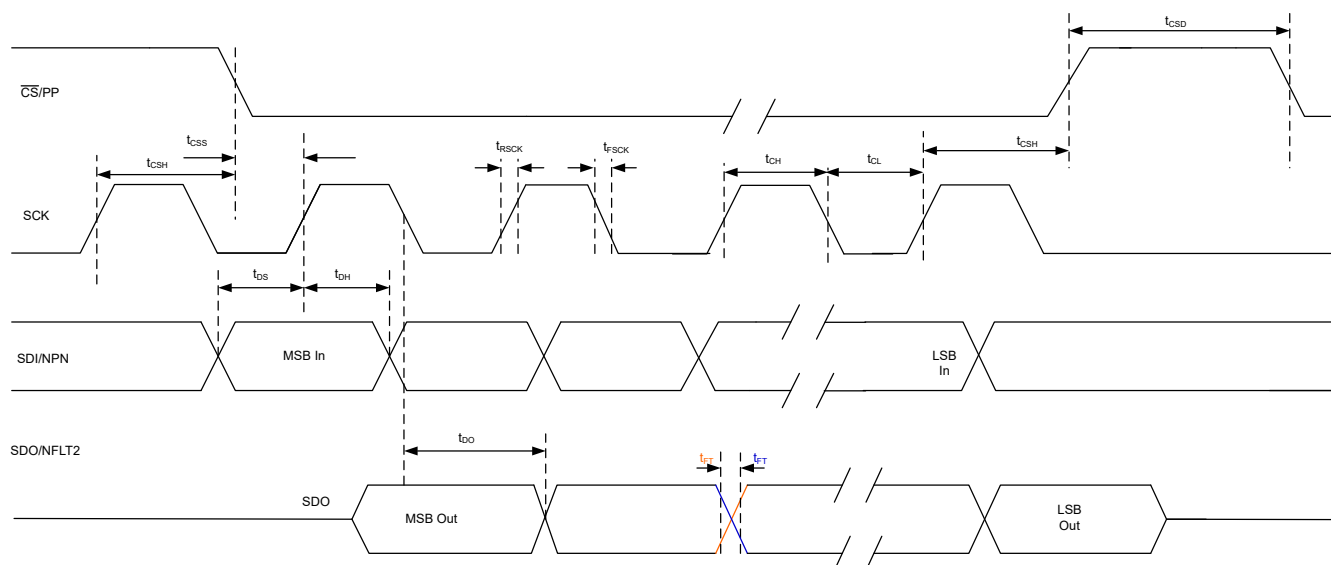 tCSD
CS/PP
tCSS
tCSH
tRSCK
tFSCK
tCH
tCL
tCSH
SCK
tDS
tDH
SDI/NPN
MSB In
LSB
In
SDO/NFLT2
tDO
tFT
tFT
SDO
MSB Out
LSB
Out